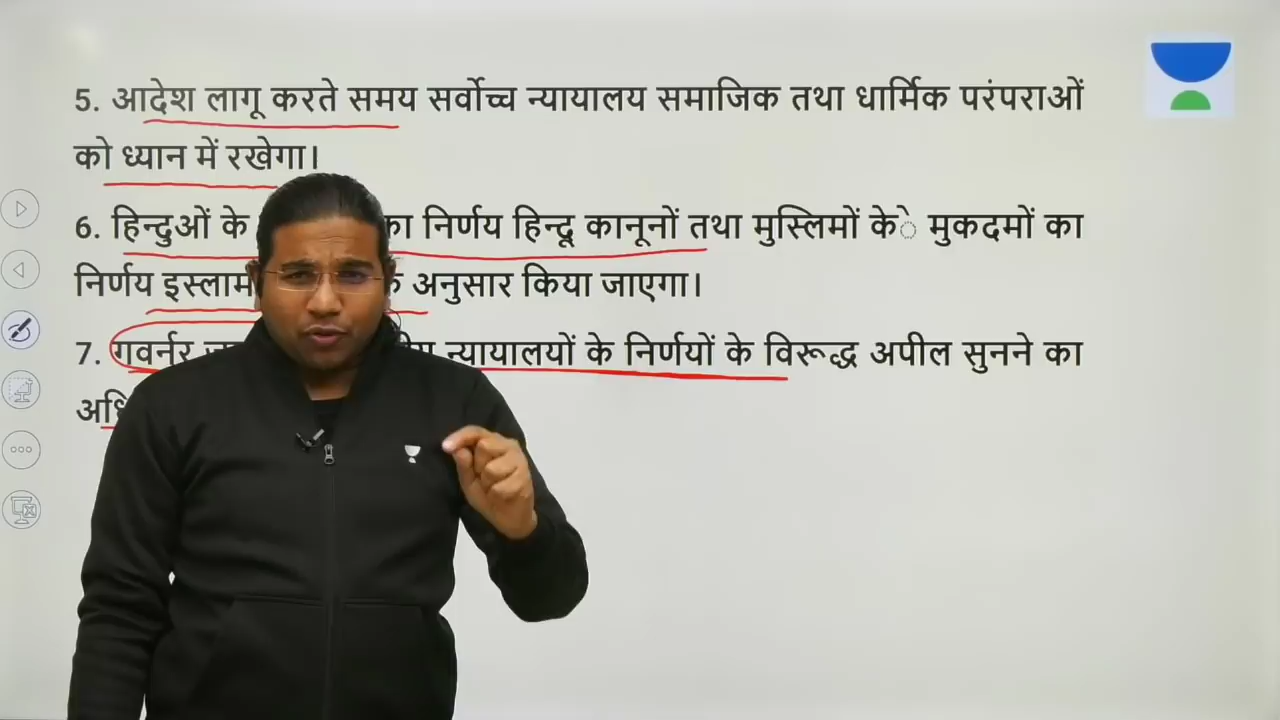 5. आदेश लागू करते समय सर्वोच्च न्यायालय समाजिक तथा धार्मिक परंपराओं
को ध्यान में रखेगा।
6. हिन्दुओं के का निर्णय हिन्दू कानूनों तथा मुस्लिमों केे मुकदमों का
निर्णय इस्लाम के अनुसार किया जाएगा।
7. गवर्नर न्यायालयों के निर्णयों के विरूद्ध अपील सुनने का